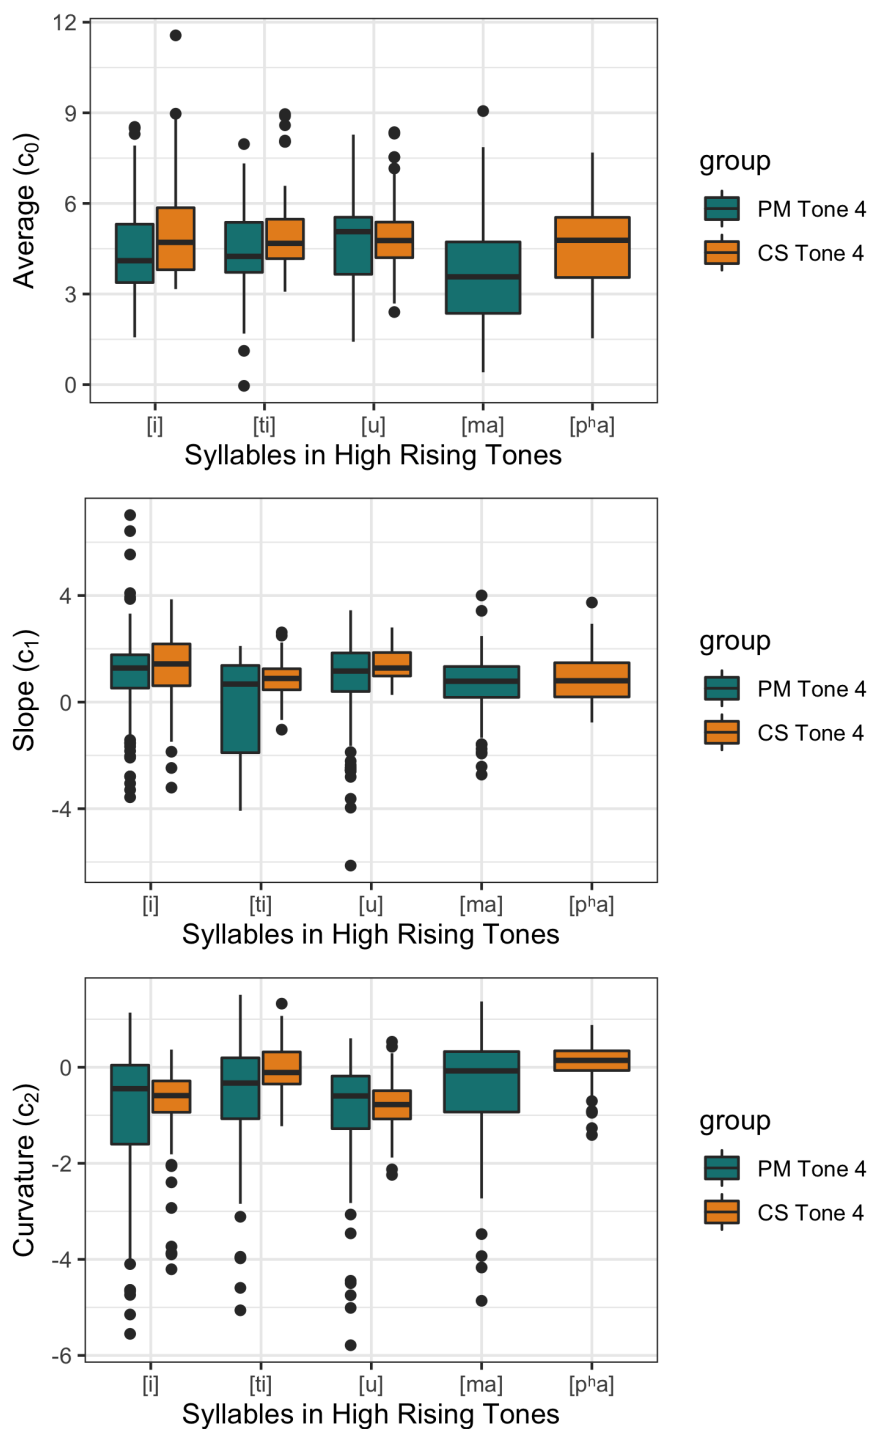 12
9
6
3
0
Average (c₀)
[i] [ti] [u] [ma] [pʰa]
Syllables in High Rising Tones
group
PM Tone 4
CS Tone 4
4
0
-4
Slope (c₁)
[i] [ti] [u] [ma] [pʰa]
Syllables in High Rising Tones
group
PM Tone 4
CS Tone 4
0
-2
-4
-6
Curvature (c₂)
[i] [ti] [u] [ma] [pʰa]
Syllables in High Rising Tones
group
PM Tone 4
CS Tone 4